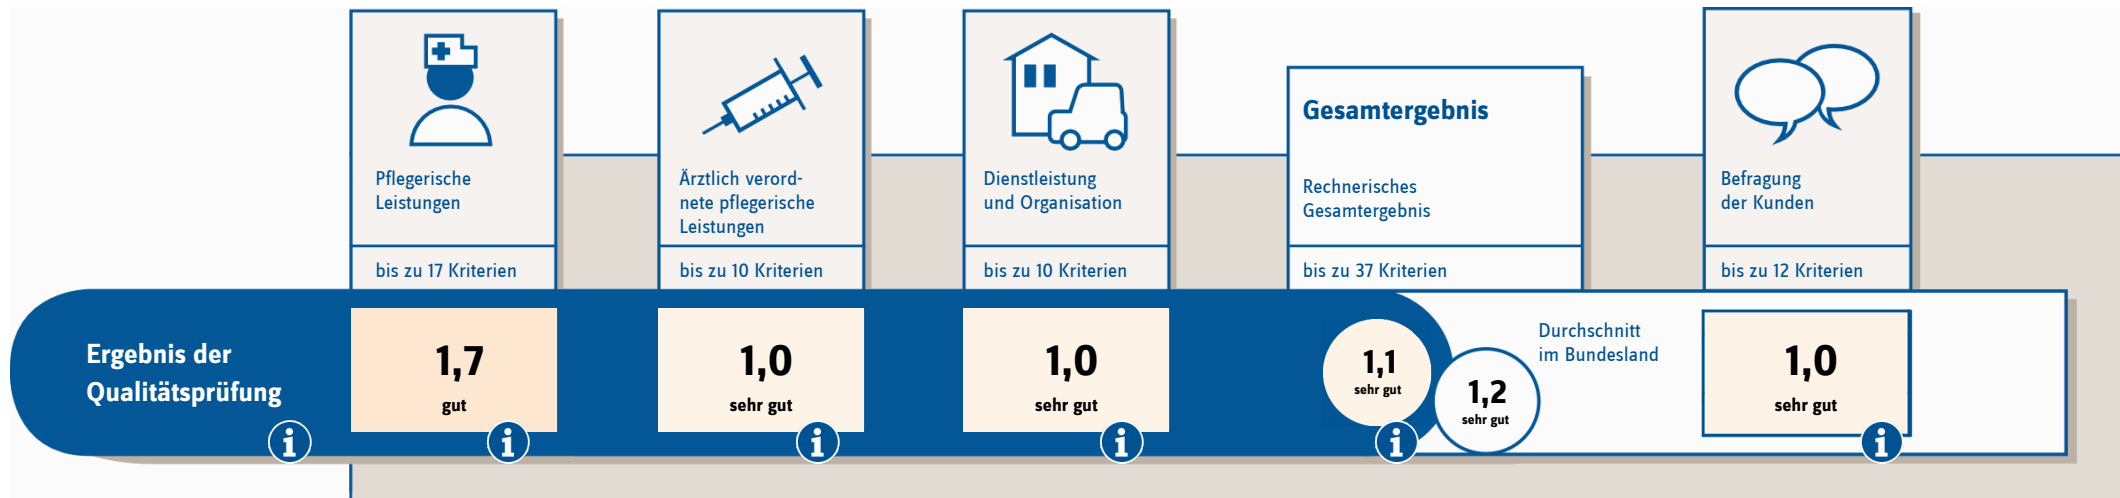 Pflegerische
Leistungen
bis zu 17 Kriterien
Ärztlich verord-
nete pflegerische
Leistungen
bis zu 10 Kriterien
Dienstleistung
und Organisation
bis zu 10 Kriterien
Gesamtergebnis
Rechnerisches
Gesamtergebnis
bis zu 37 Kriterien
Befragung
der Kunden
bis zu 12 Kriterien
Ergebnis der
Qualitätsprüfung
i
1,7
gut
i
1,0
sehr gut
i
1,0
sehr gut
i
1,1
sehr gut
i
1,2
sehr gut
Durchschnitt
im Bundesland
1,0
sehr gut
i